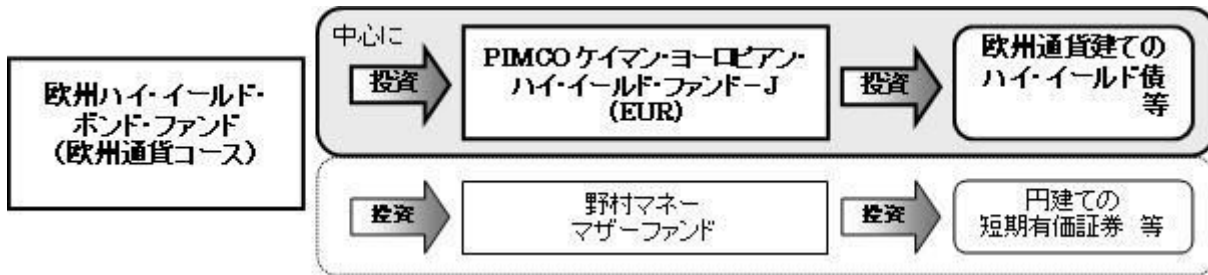 欧州ハイ・イールド・
ボンド・ファンド
(欧州通貨コース)
中心に
投資
PIMCO ケイマン・ヨーロピアン・
ハイ・イールド・ファンド－J
(EUR)
投資
欧州通貨建ての
ハイ・イールド債
等
投資
野村マネー
マザーファンド
投資
円建ての
短期有価証券 等